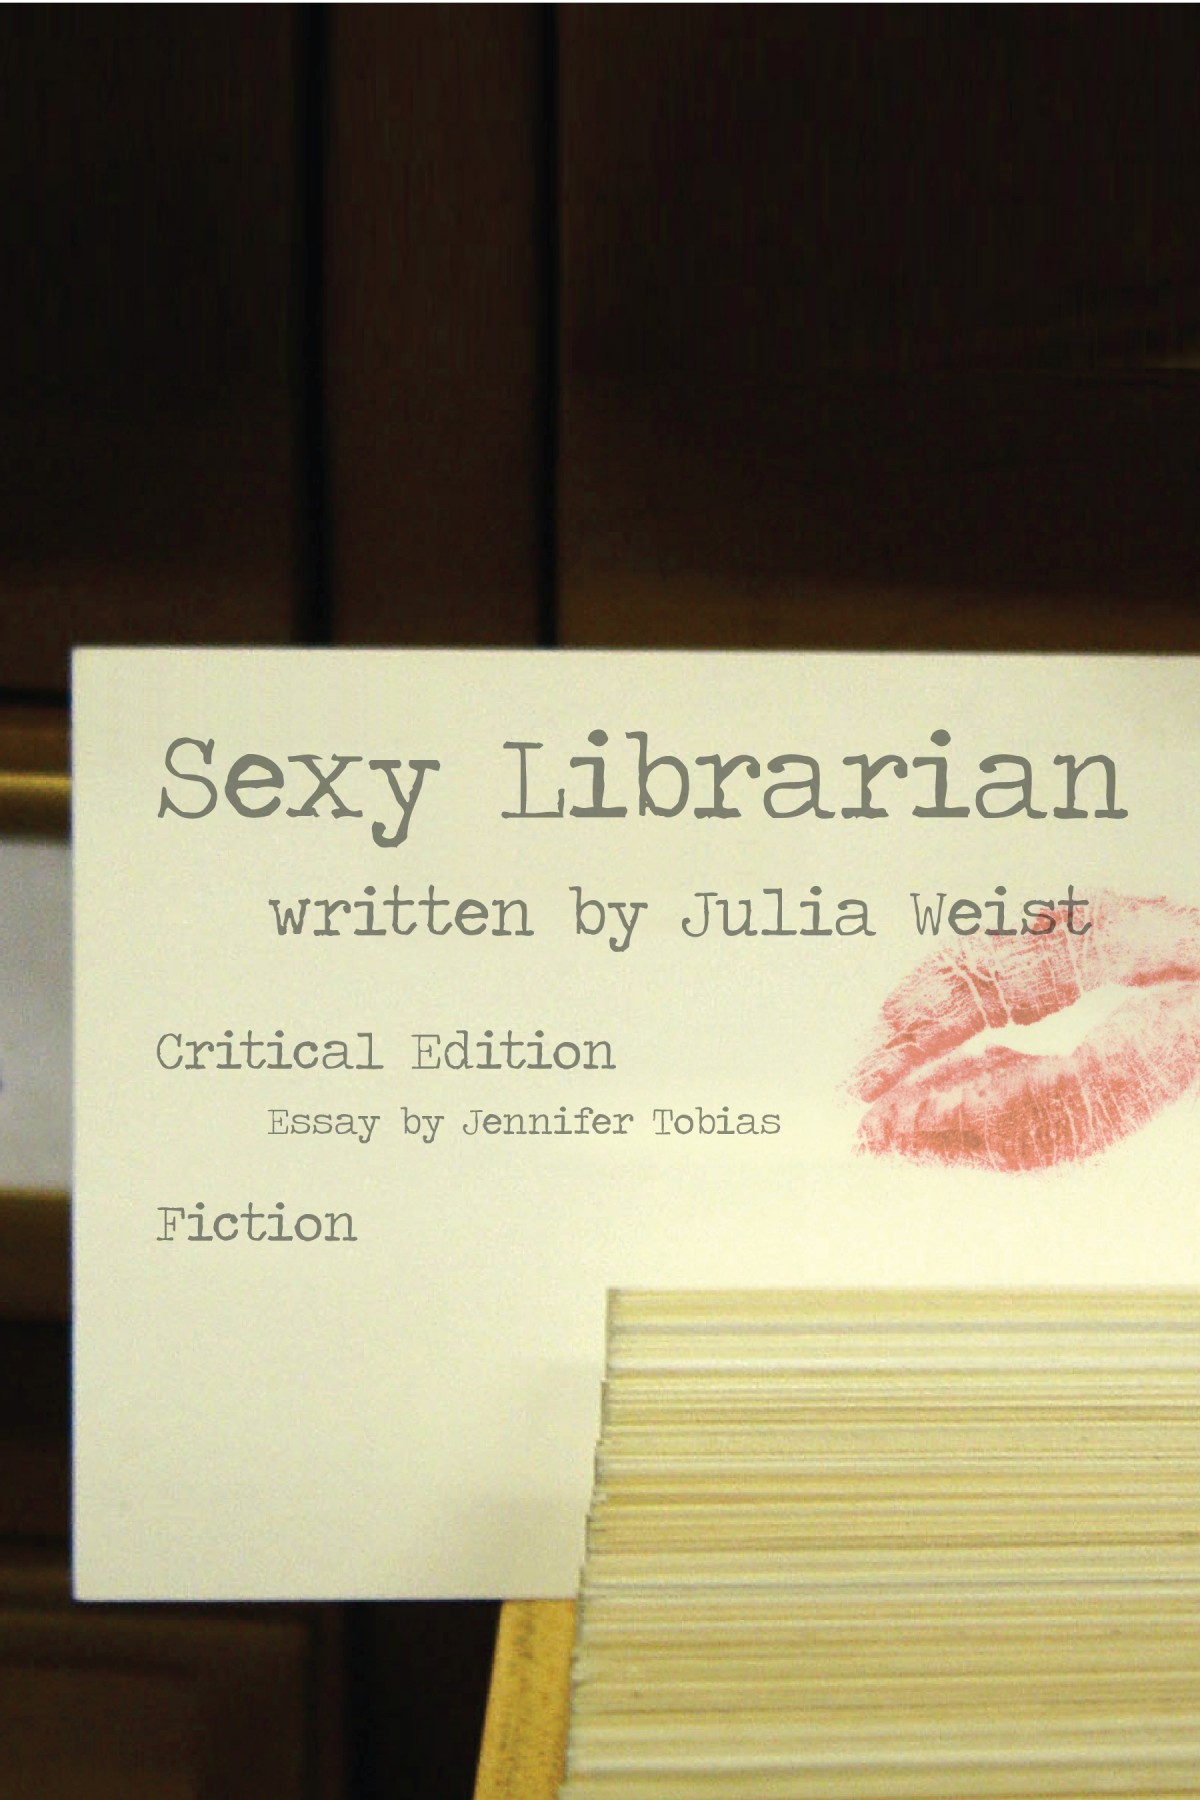 Sexy Librarian
written by Julia Weist
Critical Edition
Essay by Jennifer Tobias
Fiction